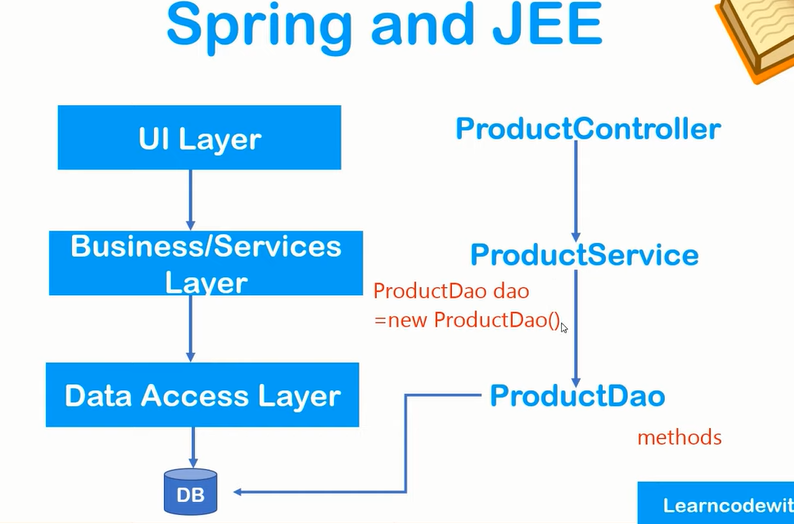 Spring and JEE
UI Layer
Business/Services
Layer
Data Access Layer
DB
ProductController
ProductService
ProductDao dao
=new ProductDao()
ProductDao
methods
Learncodewit